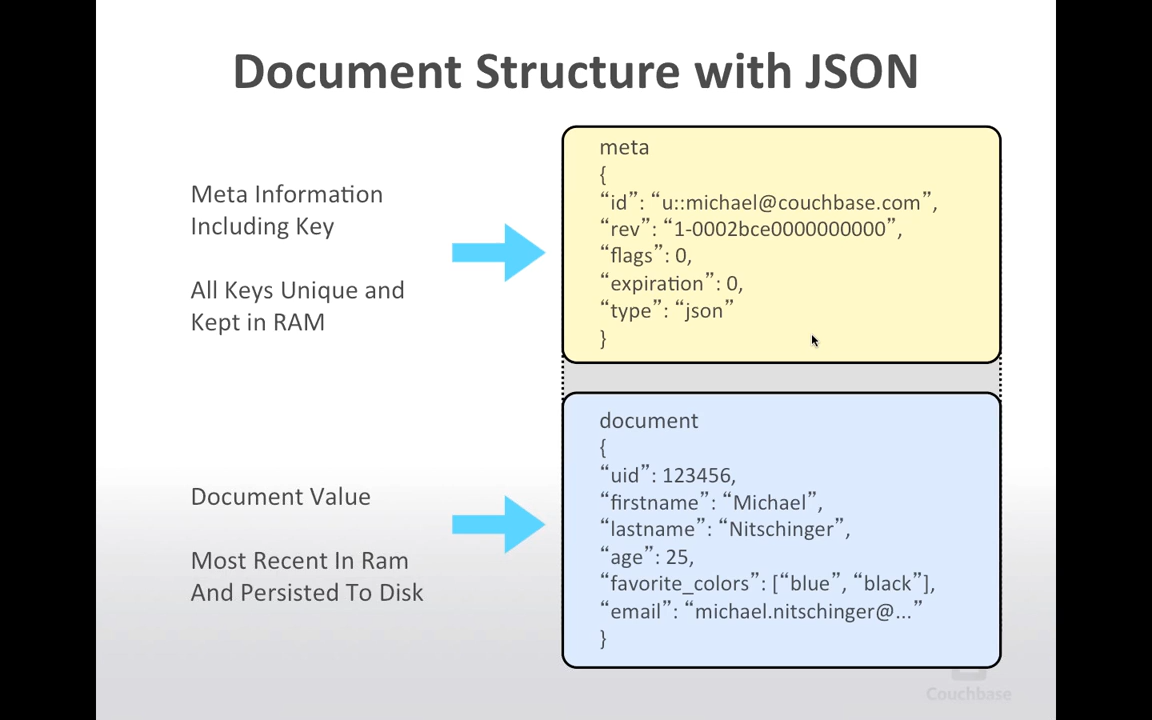 Document Structure with JSON
Meta Information
Including Key
All Keys Unique and
Kept in RAM
meta
{
“id”: “u::michael@couchbase.com”,
“rev”: “1-0002bce0000000000”,
“flags”: 0,
“expiration”: 0,
“type”: “json”
}
Document Value
Most Recent In Ram
And Persisted To Disk
document
{
“uid”: 123456,
“firstname”: “Michael”,
“lastname”: “Nitschinger”,
“age”: 25,
“favorite_colors”: [“blue”, “black”],
“email”: “michael.nitschinger@...”
}
Couchbase